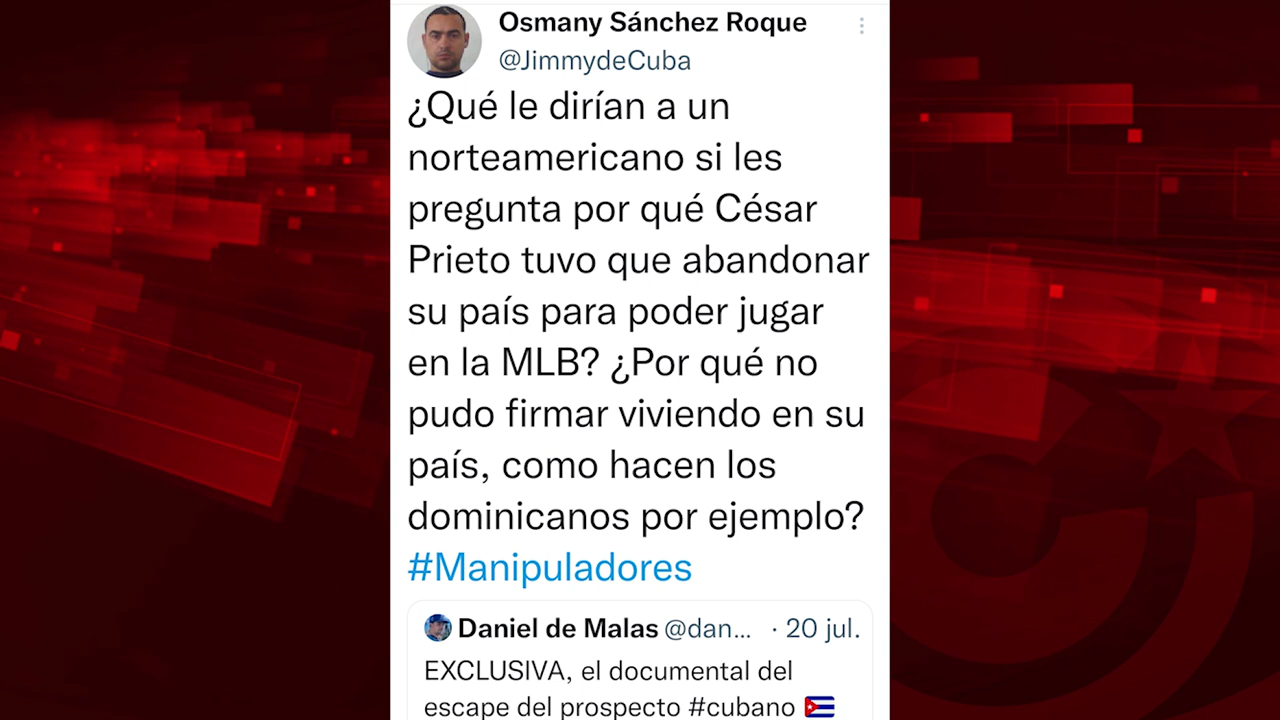 Osmany Sánchez Roque
@JimmydeCuba
¿Qué le dirían a un
norteamericano si les
pregunta por qué César
Prieto tuvo que abandonar
su país para poder jugar
en la MLB? ¿Por qué no
pudo firmar viviendo en su
país, como hacen los
dominicanos por ejemplo?
#Manipuladores
Daniel de Malas @dan... · 20 jul.
EXCLUSIVA, el documental del
escape del prospecto #cubano 🇨🇺